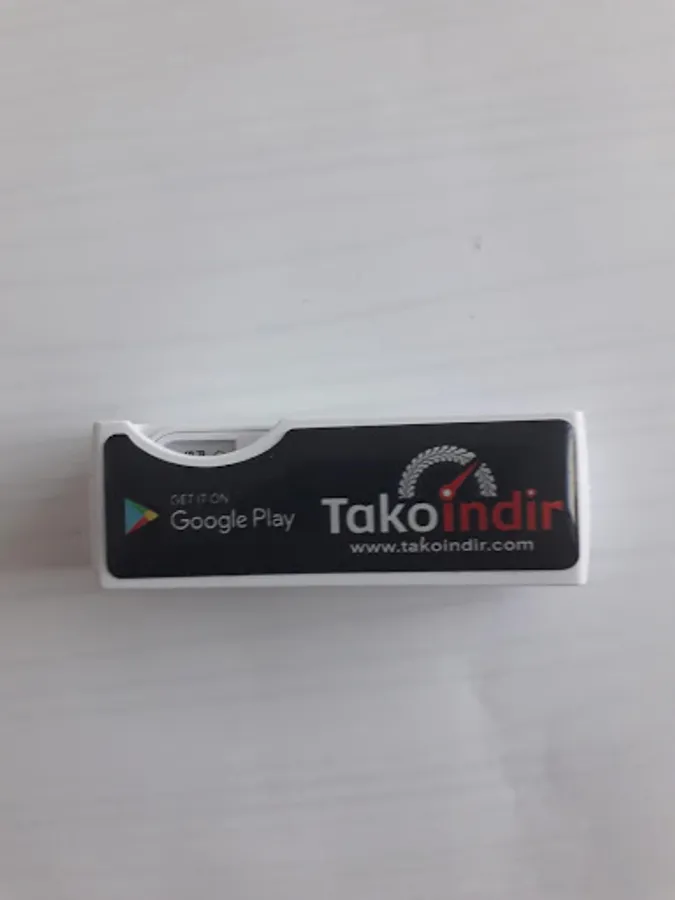 GET IT ON
Google Play
Takoindir
www.takoindir.com